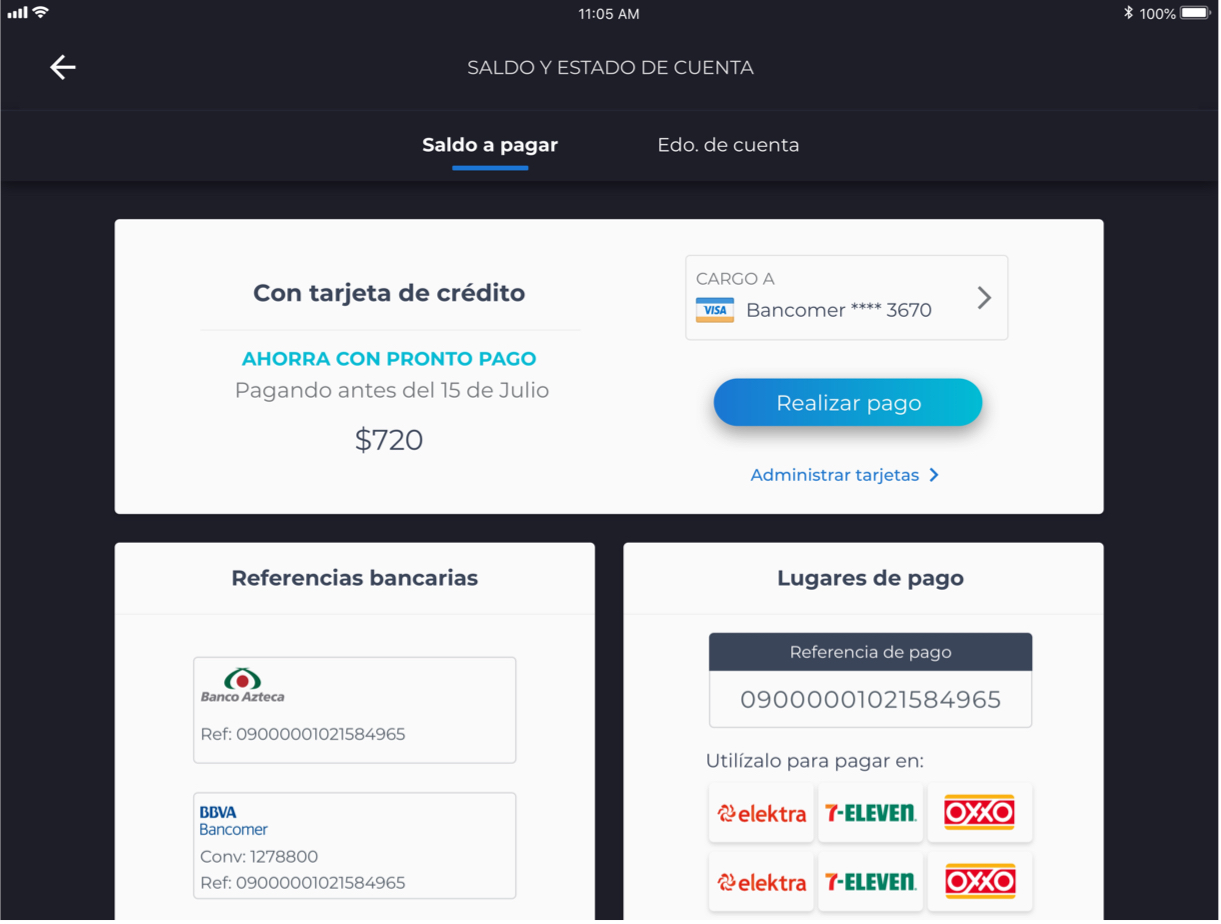 11:05 AM
100%
SALDO Y ESTADO DE CUENTA
Saldo a pagar
Edo. de cuenta
Con tarjeta de crédito
AHORRA CON PRONTO PAGO
Pagando antes del 15 de Julio
$720
CARGO A
VISA Bancomer **** 3670
Realizar pago
Administrar tarjetas
Referencias bancarias
Banco Azteca
Ref: 09000001021584965
BBVA
Bancomer
Conv: 1278800
Ref: 09000001021584965
Lugares de pago
Referencia de pago
09000001021584965
Utilízalo para pagar en:
elektra 7-ELEVEN. OXXO
elektra 7-ELEVEN. OXXO